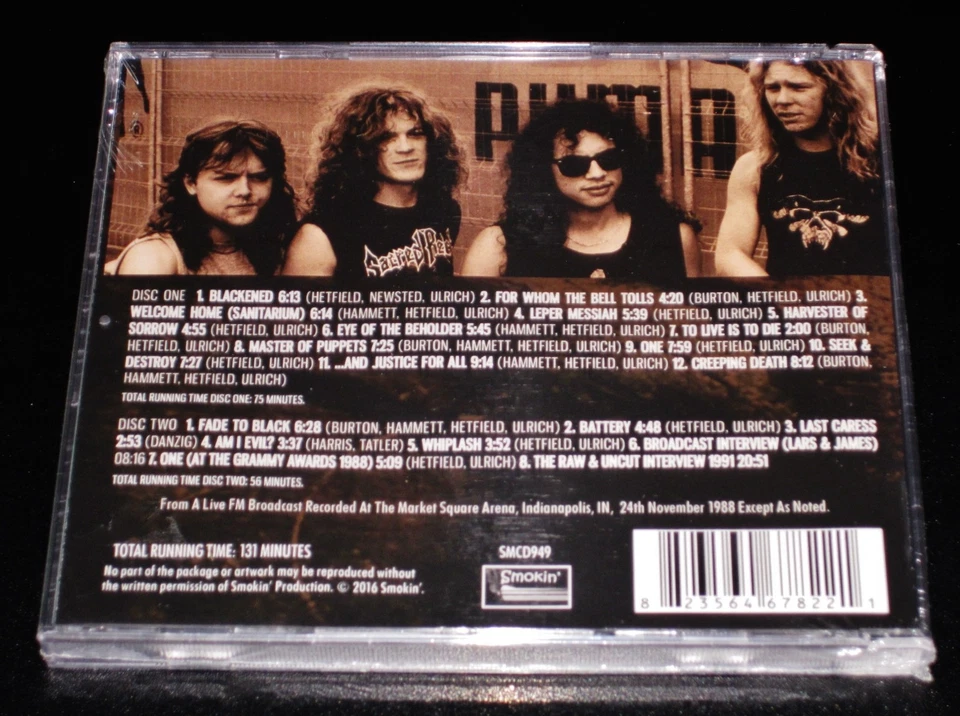 PUMA
Sacred Rei
DISC ONE 1. BLACKENED 6:13 (HETFIELD, NEWSTED, ULRICH) 2. FOR WHOM THE BELL TOLLS 4:20 (BURTON, HETFIELD, ULRICH) 3.
WELCOME HOME (SANITARIUM) 6:14 (HAMMETT, HETFIELD, ULRICH) 4. LEPER MESSIAH 5:39 (HETFIELD, ULRICH) 5. HARVESTER OF
SORROW 4:55 (HETFIELD, ULRICH) 6. EYE OF THE BEHOLDER 5:45 (HAMMETT, HETFIELD, ULRICH) 7. TO LIVE IS TO DIE 2:00 (BURTON,
HETFIELD, ULRICH) 8. MASTER OF PUPPETS 7:25 (BURTON, HAMMETT, HETFIELD, ULRICH) 9. ONE 7:59 (HETFIELD, ULRICH) 10. SEEK &
DESTROY 7:27 (HETFIELD, ULRICH) 11. ...AND JUSTICE FOR ALL 9:14 (HAMMETT, HETFIELD, ULRICH) 12. CREEPING DEATH 8:12 (BURTON,
HAMMETT, HETFIELD, ULRICH)
TOTAL RUNNING TIME DISC ONE: 75 MINUTES.
DISC TWO 1. FADE TO BLACK 6:28 (BURTON, HAMMETT, HETFIELD, ULRICH) 2. BATTERY 4:48 (HETFIELD, ULRICH) 3. LAST CARESS
2:53 (DANZIG) 4. AM I EVIL? 3:37 (HARRIS, TATLER) 5. WHIPLASH 3:52 (HETFIELD, ULRICH) 6. BROADCAST INTERVIEW (LARS & JAMES)
08:16 7. ONE (AT THE GRAMMY AWARDS 1988) 5:09 (HETFIELD, ULRICH) 8. THE RAW & UNCUT INTERVIEW 1991 20:51
TOTAL RUNNING TIME DISC TWO: 56 MINUTES.
From A Live FM Broadcast Recorded At The Market Square Arena, Indianapolis, IN, 24th November 1988 Except As Noted.
TOTAL RUNNING TIME: 131 MINUTES
No part of the package or artwork may be reproduced without
the written permission of Smokin' Production. © 2016 Smokin'.
SMCD949
Smokin'
8 23564 67822 1